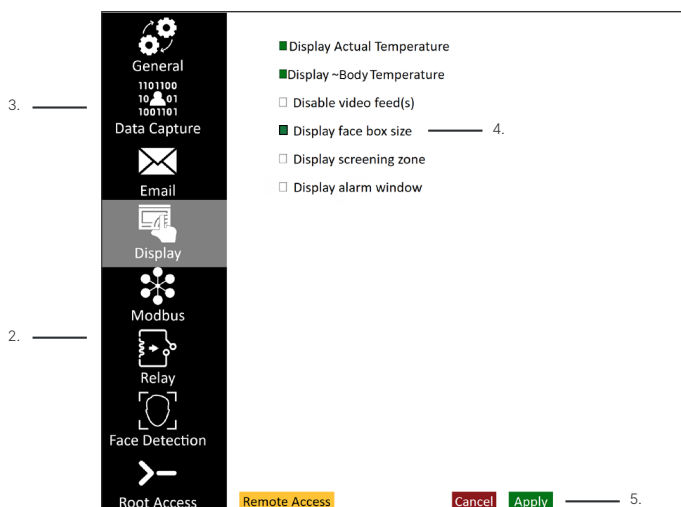 General
1101100
10 01
1001101
Data Capture
Email
Display
Modbus
Relay
Face Detection
Root Access
3.
2.
Display Actual Temperature
Display ~Body Temperature
Disable video feed(s)
Display face box size
4.
Display screening zone
Display alarm window
Remote Access
Cancel
Apply
5.